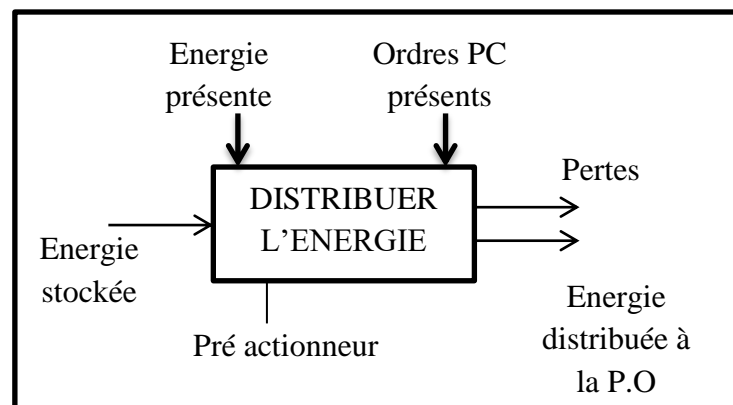 Energie
présente
Ordres PC
présents
DISTRIBUER
L’ENERGIE
Pertes
Energie
stockée
Pré actionneur
Energie
distribuée à
la P.O